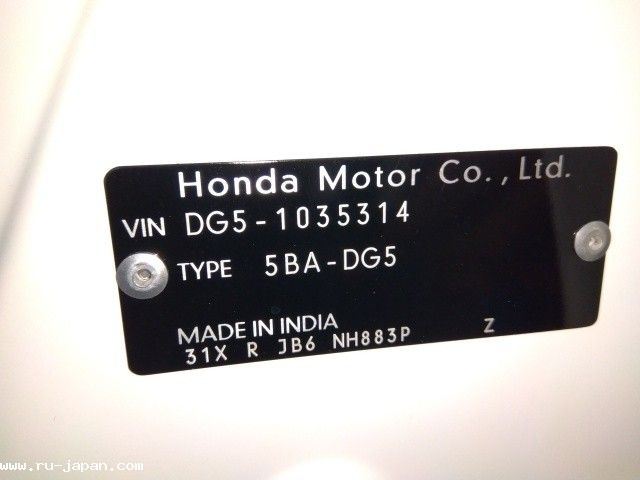 Honda Motor Co., Ltd.
VIN DG5-1035314
TYPE 5BA-DG5
MADE IN INDIA
31X R JB6 NH883P Z
www.ru-japan.com